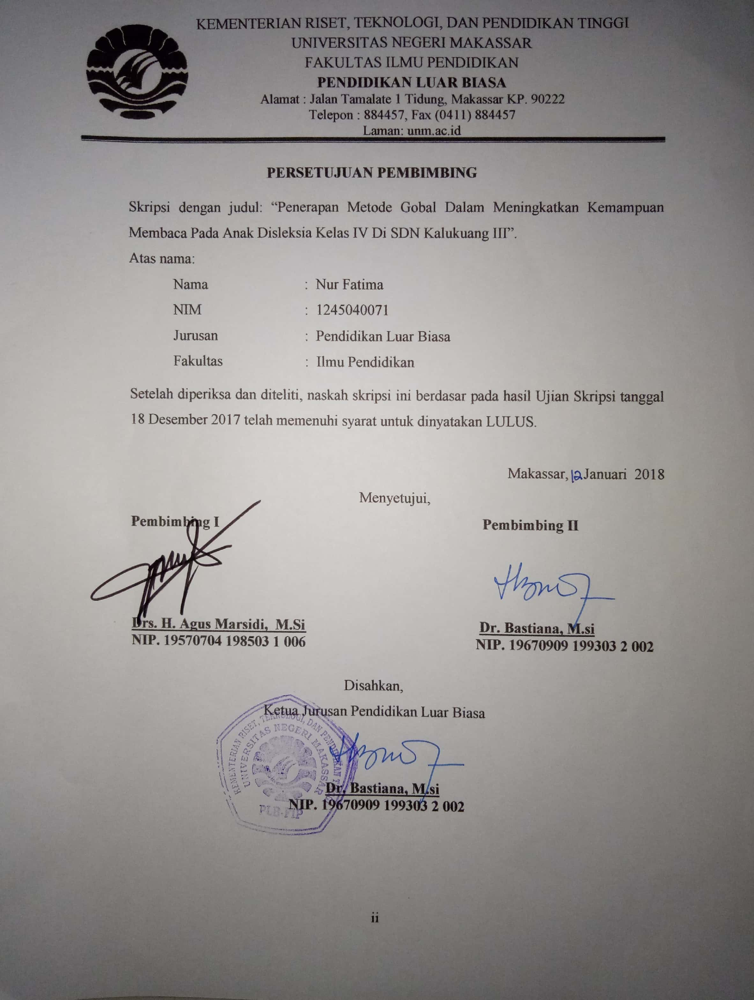 KEMENTERIAN RISET, TEKNOLOGI, DAN PENDIDIKAN TINGGI
UNIVERSITAS NEGERI MAKASSAR
FAKULTAS ILMU PENDIDIKAN
PENDIDIKAN LUAR BIASA
Alamat : Jalan Tamalate 1 Tidung, Makassar KP. 90222
Telepon : 884457, Fax (0411) 884457
Laman: unm.ac.id
PERSETUJUAN PEMBIMBING
Skripsi dengan judul: “Penerapan Metode Gobal Dalam Meningkatkan Kemampuan
Membaca Pada Anak Disleksia Kelas IV Di SDN Kalukuang III”.
Atas nama:
Nama : Nur Fatima
NIM : 1245040071
Jurusan : Pendidikan Luar Biasa
Fakultas : Ilmu Pendidikan
Setelah diperiksa dan diteliti, naskah skripsi ini berdasar pada hasil Ujian Skripsi tanggal
18 Desember 2017 telah memenuhi syarat untuk dinyatakan LULUS.
Makassar, 12 Januari 2018
Menyetujui,
Pembimbing I Pembimbing II
Drs. H. Agus Marsidi, M.Si Dr. Bastiana, M.si
NIP. 19570704 198503 1 006 NIP. 19670909 199303 2 002
Disahkan,
Ketua Jurusan Pendidikan Luar Biasa
KEMENTERIAN RISET, TEKNOLOGI, DAN PENDIDIKAN
UNIVERSITAS NEGERI MAKASSAR
PLB-FIP
Dr. Bastiana, M.si
NIP. 19670909 199303 2 002
ii